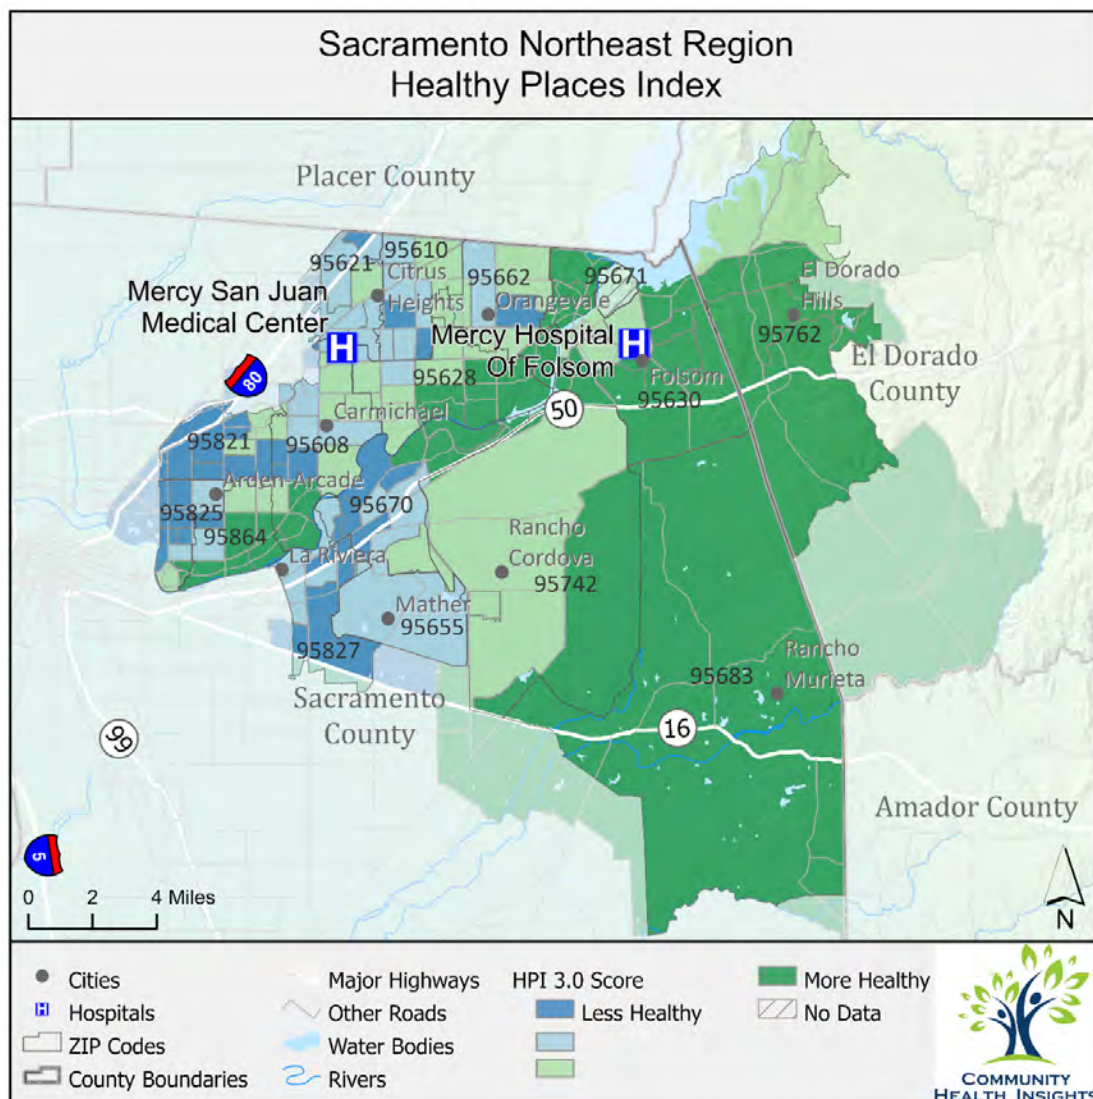 Sacramento Northeast Region
Healthy Places Index
Placer County
95610
95621
Citrus
Heights
95662
Orangevale
95671
El Dorado
Hills
95762
Mercy San Juan
Medical Center
H
Mercy Hospital
Of Folsom
H
El Dorado
County
80
95628
Folsom
95630
50
Carmichael
95821
95608
Arden-Arcade
95825
95670
95864
Rancho
Cordova
95742
La Riviera
Mather
95655
95827
Rancho
Murieta
95683
Sacramento
County
16
99
Amador County
5
0 2 4 Miles
N
Cities
H Hospitals
ZIP Codes
County Boundaries
Major Highways
Other Roads
Water Bodies
Rivers
HPI 3.0 Score
Less Healthy
More Healthy
No Data
COMMUNITY
HEALTH INSIGHTS